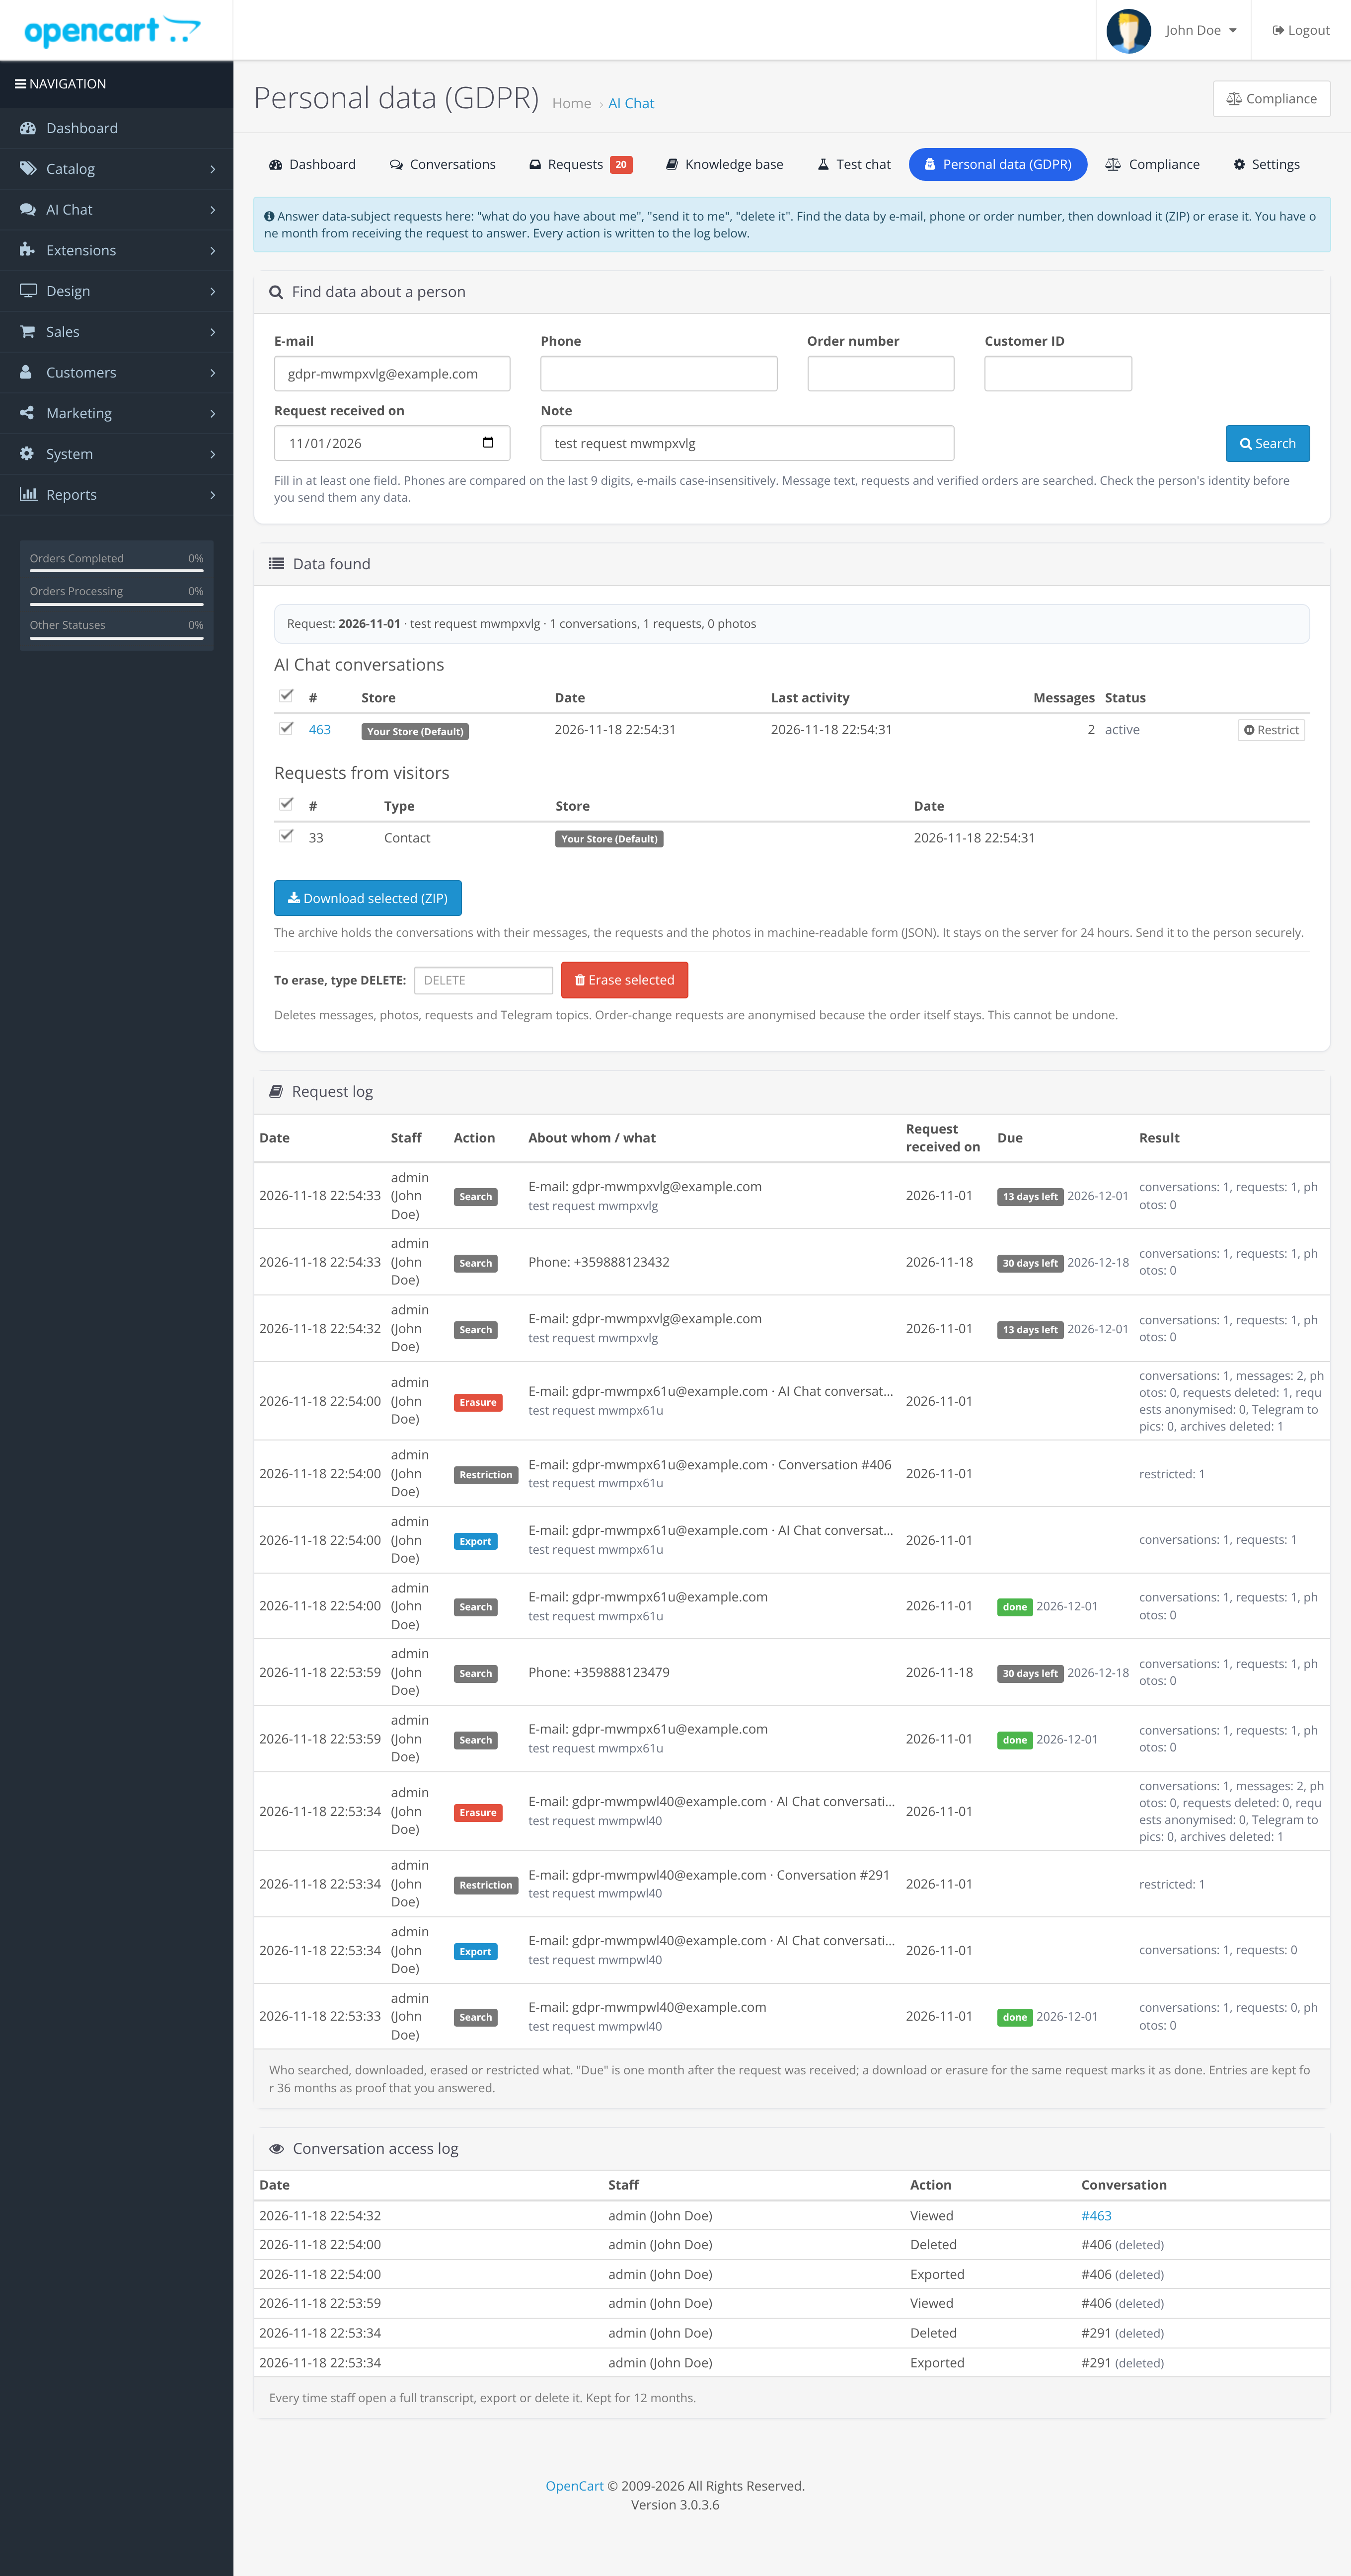 opencart
John Doe
Logout
NAVIGATION
Dashboard
Catalog
AI Chat
Extensions
Design
Sales
Customers
Marketing
System
Reports
Orders Completed 0%
Orders Processing 0%
Other Statuses 0%
Personal data (GDPR) Home › AI Chat
Compliance
Dashboard Conversations Requests 20 Knowledge base Test chat Personal data (GDPR) Compliance Settings
Answer data-subject requests here: "what do you have about me", "send it to me", "delete it". Find the data by e-mail, phone or order number, then download it (ZIP) or erase it. You have o
ne month from receiving the request to answer. Every action is written to the log below.
Find data about a person
E-mail Phone Order number Customer ID
gdpr-mwmpxvlg@example.com
Request received on Note
11/01/2026 test request mwmpxvlg Search
Fill in at least one field. Phones are compared on the last 9 digits, e-mails case-insensitively. Message text, requests and verified orders are searched. Check the person's identity before
you send them any data.
Data found
Request: 2026-11-01 · test request mwmpxvlg · 1 conversations, 1 requests, 0 photos
AI Chat conversations
# Store Date Last activity Messages Status
463 Your Store (Default) 2026-11-18 22:54:31 2026-11-18 22:54:31 2 active Restrict
Requests from visitors
# Type Store Date
33 Contact Your Store (Default) 2026-11-18 22:54:31
Download selected (ZIP)
The archive holds the conversations with their messages, the requests and the photos in machine-readable form (JSON). It stays on the server for 24 hours. Send it to the person securely.
To erase, type DELETE: DELETE Erase selected
Deletes messages, photos, requests and Telegram topics. Order-change requests are anonymised because the order itself stays. This cannot be undone.
Request log
Date Staff Action About whom / what Request received on Due Result
2026-11-18 22:54:33 admin (John Doe) Search E-mail: gdpr-mwmpxvlg@example.com test request mwmpxvlg 2026-11-01 13 days left 2026-12-01 conversations: 1, requests: 1, ph otos: 0
2026-11-18 22:54:33 admin (John Doe) Search Phone: +359888123432 2026-11-18 30 days left 2026-12-18 conversations: 1, requests: 1, ph otos: 0
2026-11-18 22:54:32 admin (John Doe) Search E-mail: gdpr-mwmpxvlg@example.com test request mwmpxvlg 2026-11-01 13 days left 2026-12-01 conversations: 1, requests: 1, ph otos: 0
2026-11-18 22:54:00 admin (John Doe) Erasure E-mail: gdpr-mwmpx61u@example.com · AI Chat conversat... test request mwmpx61u 2026-11-01 conversations: 1, messages: 2, ph otos: 0, requests deleted: 1, requ ests anonymised: 0, Telegram to pics: 0, archives deleted: 1
2026-11-18 22:54:00 admin (John Doe) Restriction E-mail: gdpr-mwmpx61u@example.com · Conversation #406 test request mwmpx61u 2026-11-01 restricted: 1
2026-11-18 22:54:00 admin (John Doe) Export E-mail: gdpr-mwmpx61u@example.com · AI Chat conversat... test request mwmpx61u 2026-11-01 conversations: 1, requests: 1
2026-11-18 22:54:00 admin (John Doe) Search E-mail: gdpr-mwmpx61u@example.com test request mwmpx61u 2026-11-01 done 2026-12-01 conversations: 1, requests: 1, ph otos: 0
2026-11-18 22:53:59 admin (John Doe) Search Phone: +359888123479 2026-11-18 30 days left 2026-12-18 conversations: 1, requests: 1, ph otos: 0
2026-11-18 22:53:59 admin (John Doe) Search E-mail: gdpr-mwmpx61u@example.com test request mwmpx61u 2026-11-01 done 2026-12-01 conversations: 1, requests: 1, ph otos: 0
2026-11-18 22:53:34 admin (John Doe) Erasure E-mail: gdpr-mwmpwl40@example.com · AI Chat conversati... test request mwmpwl40 2026-11-01 conversations: 1, messages: 2, ph otos: 0, requests deleted: 0, requ ests anonymised: 0, Telegram to pics: 0, archives deleted: 1
2026-11-18 22:53:34 admin (John Doe) Restriction E-mail: gdpr-mwmpwl40@example.com · Conversation #291 test request mwmpwl40 2026-11-01 restricted: 1
2026-11-18 22:53:34 admin (John Doe) Export E-mail: gdpr-mwmpwl40@example.com · AI Chat conversati... test request mwmpwl40 2026-11-01 conversations: 1, requests: 0
2026-11-18 22:53:33 admin (John Doe) Search E-mail: gdpr-mwmpwl40@example.com test request mwmpwl40 2026-11-01 done 2026-12-01 conversations: 1, requests: 0, ph otos: 0
Who searched, downloaded, erased or restricted what. "Due" is one month after the request was received; a download or erasure for the same request marks it as done. Entries are kept fo
r 36 months as proof that you answered.
Conversation access log
Date Staff Action Conversation
2026-11-18 22:54:32 admin (John Doe) Viewed #463
2026-11-18 22:54:00 admin (John Doe) Deleted #406 (deleted)
2026-11-18 22:54:00 admin (John Doe) Exported #406 (deleted)
2026-11-18 22:53:59 admin (John Doe) Viewed #406 (deleted)
2026-11-18 22:53:34 admin (John Doe) Deleted #291 (deleted)
2026-11-18 22:53:34 admin (John Doe) Exported #291 (deleted)
Every time staff open a full transcript, export or delete it. Kept for 12 months.
OpenCart © 2009-2026 All Rights Reserved.
Version 3.0.3.6